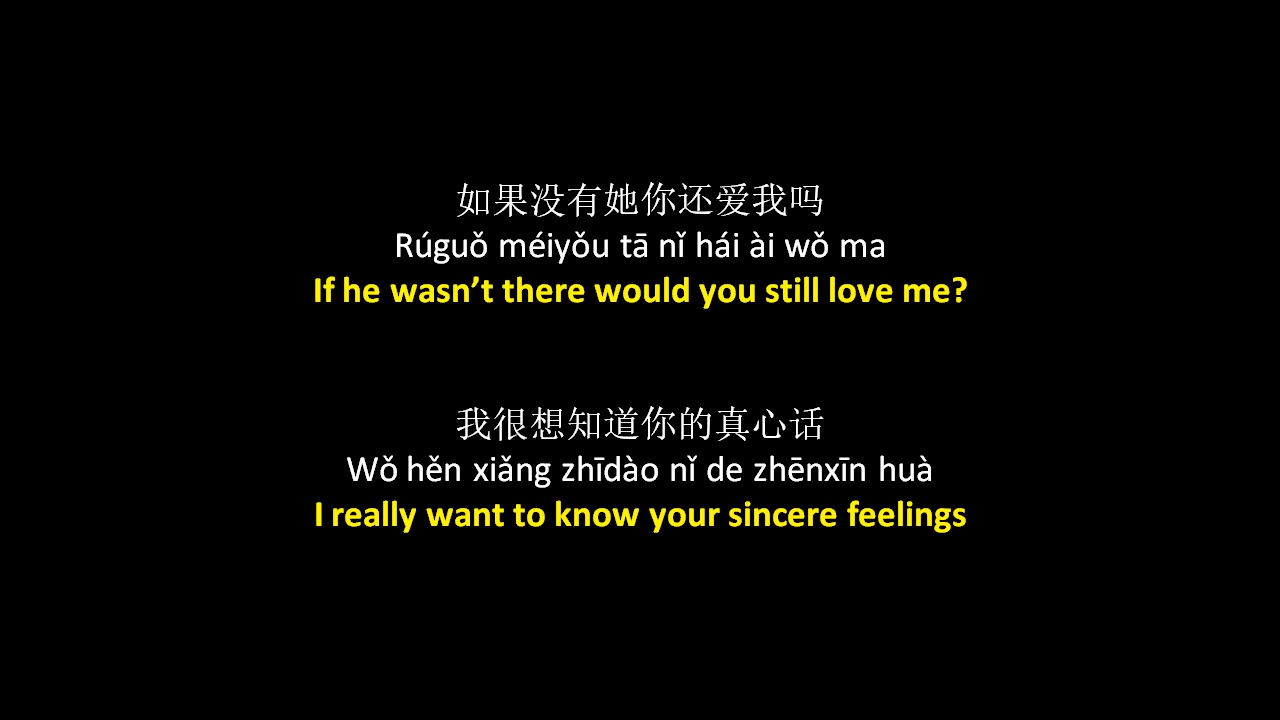 如果没有她你还爱我吗
Rúguǒ méiyǒu tā nǐ hái ài wǒ ma
If he wasn’t there would you still love me?
我很想知道你的真心话
Wǒ hěn xiǎng zhīdào nǐ de zhēnxīn huà
I really want to know your sincere feelings